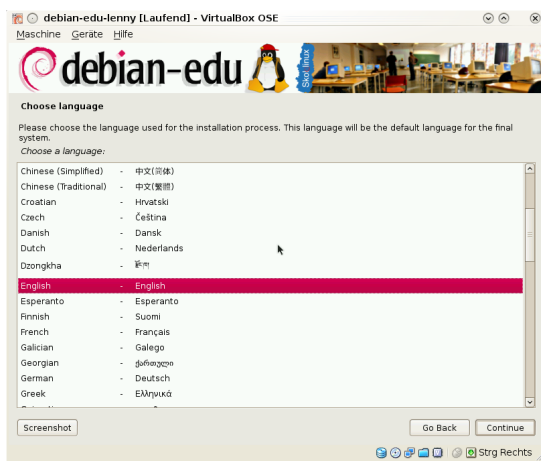 debian-edu-lenny [Laufend] - VirtualBox OSE
Maschine Geräte Hilfe
debian-edu
Skolelinux
Choose language
Please choose the language used for the installation process. This language will be the default language for the final
system.
Choose a language:
Chinese (Simplified) - 中文(简体)
Chinese (Traditional) - 中文(繁體)
Croatian - Hrvatski
Czech - Čeština
Danish - Dansk
Dutch - Nederlands
Dzongkha - རྫོང་ཁ།
English - English
Esperanto - Esperanto
Finnish - Suomi
French - Français
Galician - Galego
Georgian - ქართული
German - Deutsch
Greek - Ελληνικά
Screenshot
Go Back Continue
Strg Rechts